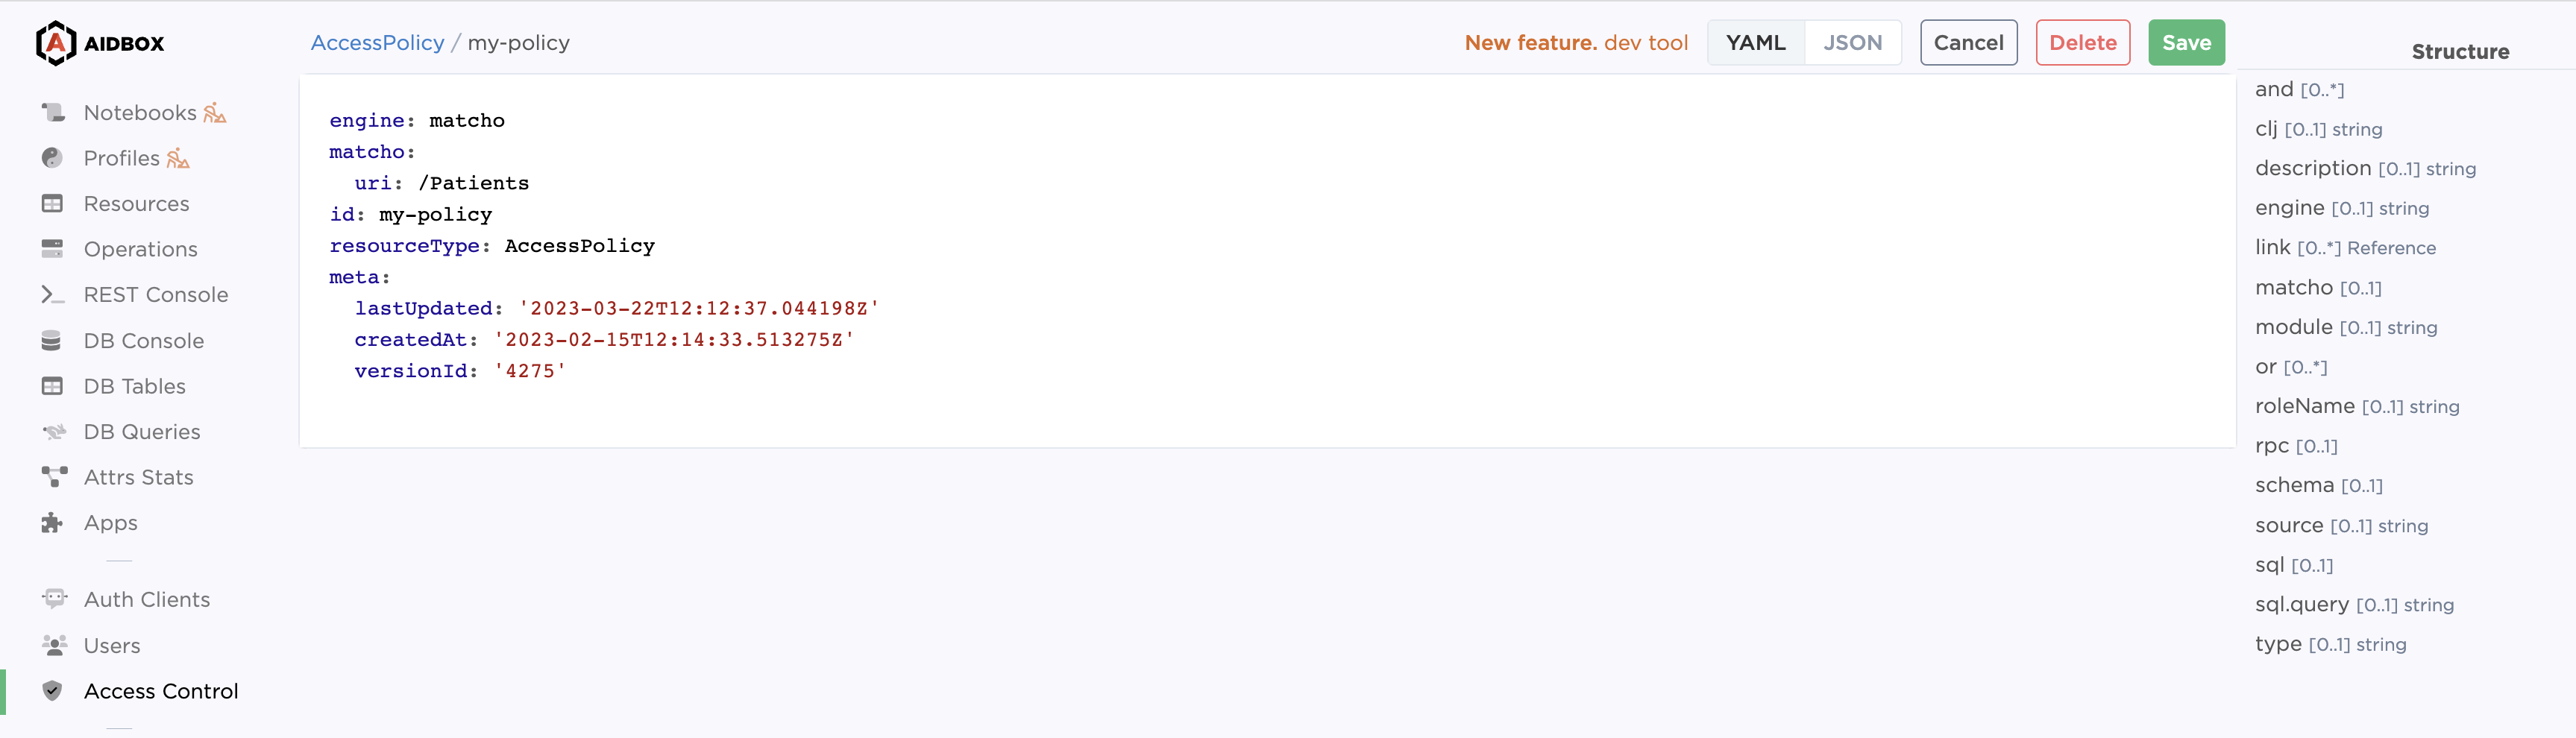 AIDBOX
AccessPolicy / my-policy
New feature. dev tool
YAML
JSON
Cancel
Delete
Save
Notebooks
Profiles
Resources
Operations
REST Console
DB Console
DB Tables
DB Queries
Attrs Stats
Apps
Auth Clients
Users
Access Control
engine: matcho
matcho:
  uri: /Patients
id: my-policy
resourceType: AccessPolicy
meta:
  lastUpdated: '2023-03-22T12:12:37.044198Z'
  createdAt: '2023-02-15T12:14:33.513275Z'
  versionId: '4275'
Structure
and [0..*]
clj [0..1] string
description [0..1] string
engine [0..1] string
link [0..*] Reference
matcho [0..1]
module [0..1] string
or [0..*]
roleName [0..1] string
rpc [0..1]
schema [0..1]
source [0..1] string
sql [0..1]
sql.query [0..1] string
type [0..1] string